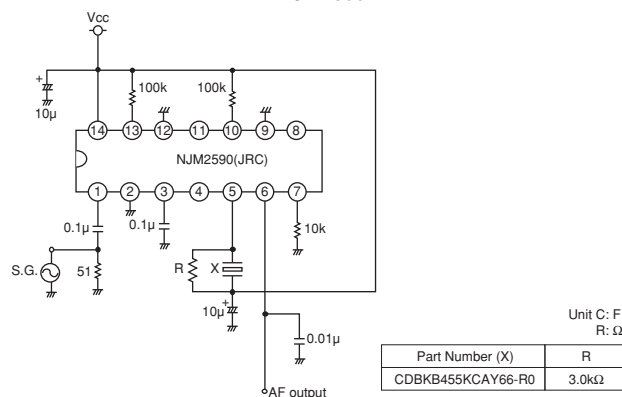 Vcc
+
10μ
100k
100k
14
13
12
11
10
9
8
NJM2590(JRC)
1
2
3
4
5
6
7
0.1μ
0.1μ
10k
S.G.
51
R
X
10μ
+
0.01μ
AF output
Unit C: F
R: Ω
Part Number (X) R
CDBKB455KCAY66-R0 3.0kΩ